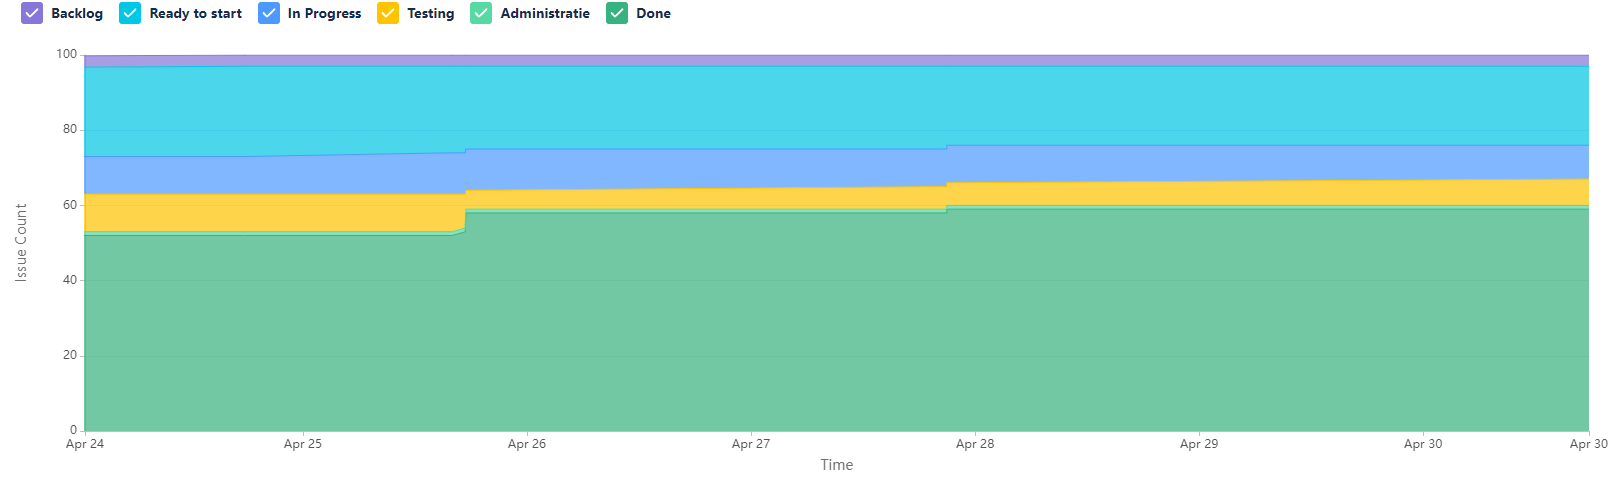 Backlog Ready to start In Progress Testing Administratie Done
100
80
60
40
20
0
Issue Count
Apr 24 Apr 25 Apr 26 Apr 27 Apr 28 Apr 29 Apr 30 Apr 30
Time